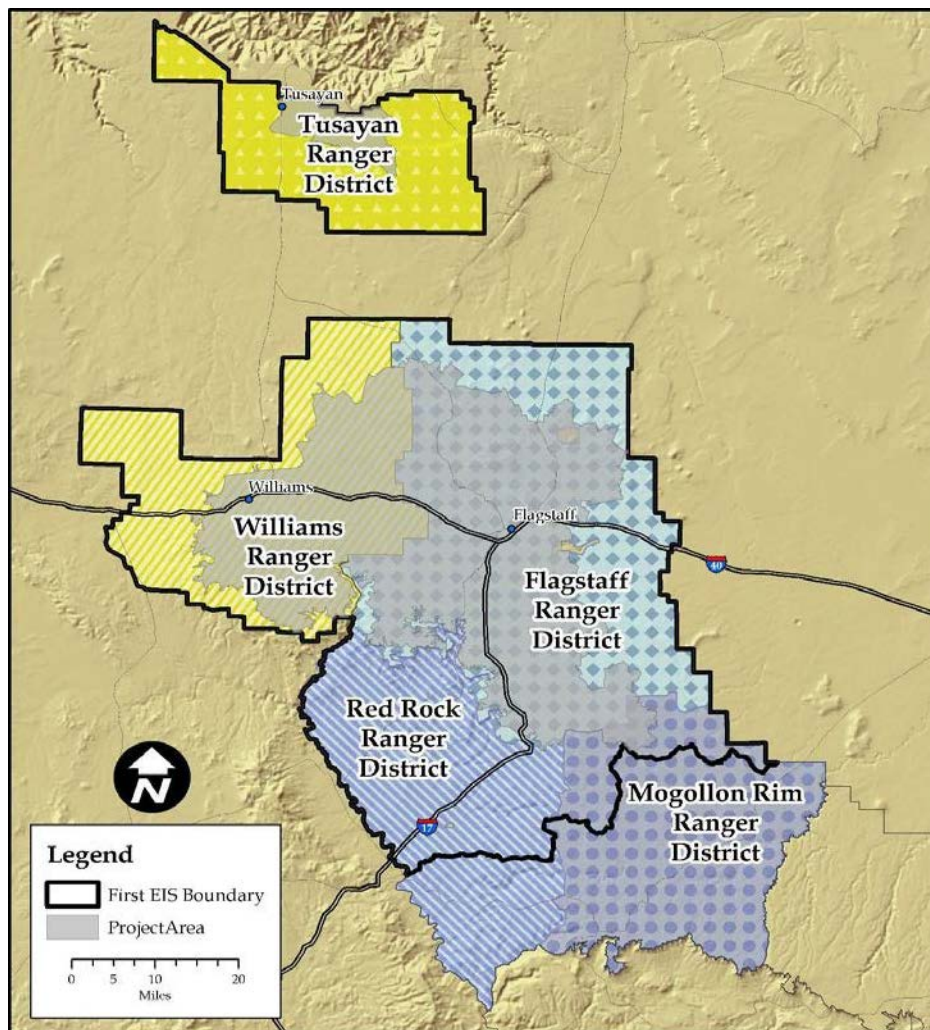 Tusayan
Tusayan
Ranger
District
Williams
Williams
Ranger
District
Flagstaff
Flagstaff
Ranger
District
40
Red Rock
Ranger
District
Mogollon Rim
Ranger
District
17
N
Legend
First EIS Boundary
ProjectArea
0 5 10 20
Miles